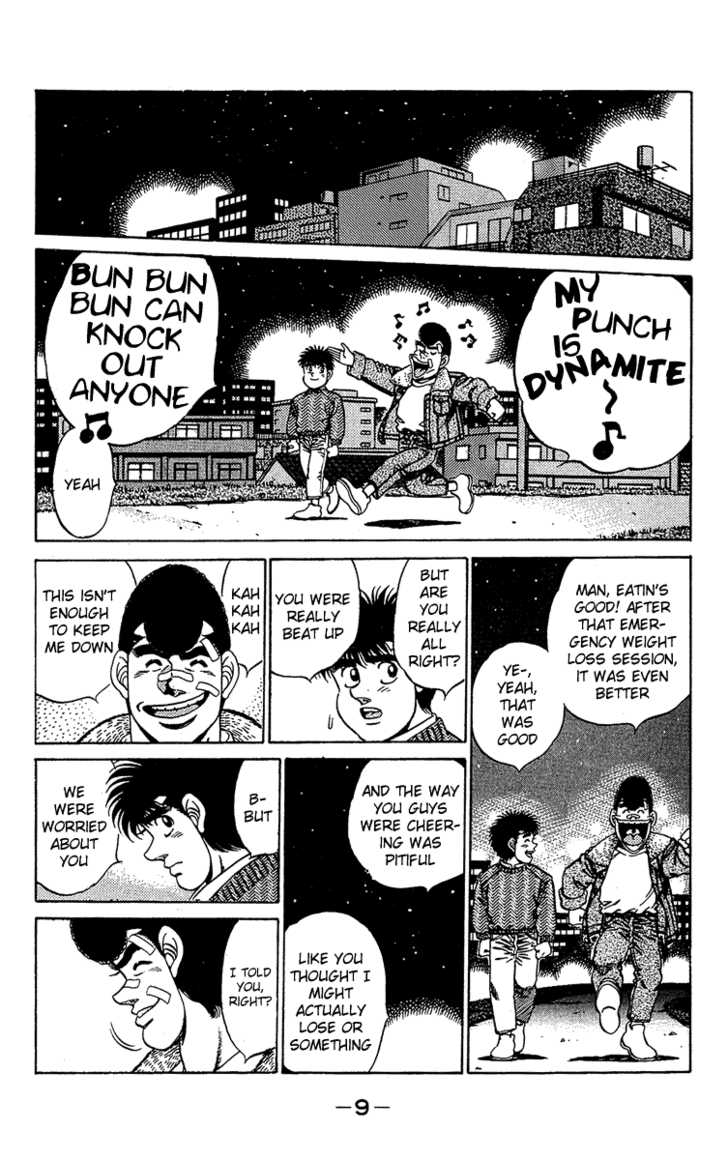 MY
PUNCH
IS
DYNAMITE
~
♪
BUN BUN
BUN CAN
KNOCK
OUT
ANYONE
♫
YEAH
MAN, EATIN'S
GOOD! AFTER
THAT EMER-
GENCY WEIGHT
LOSS SESSION,
IT WAS EVEN
BETTER
YE-,
YEAH,
THAT
WAS
GOOD
BUT
ARE
YOU
REALLY
ALL
RIGHT?
YOU WERE
REALLY
BEAT UP
KAH
KAH
KAH
THIS ISN'T
ENOUGH
TO KEEP
ME DOWN
AND THE WAY
YOU GUYS
WERE CHEER-
ING WAS
PITIFUL
LIKE YOU
THOUGHT I
MIGHT
ACTUALLY
LOSE OR
SOMETHING
B-
BUT
WE
WERE
WORRIED
ABOUT
YOU
I TOLD
YOU,
RIGHT?
—9—